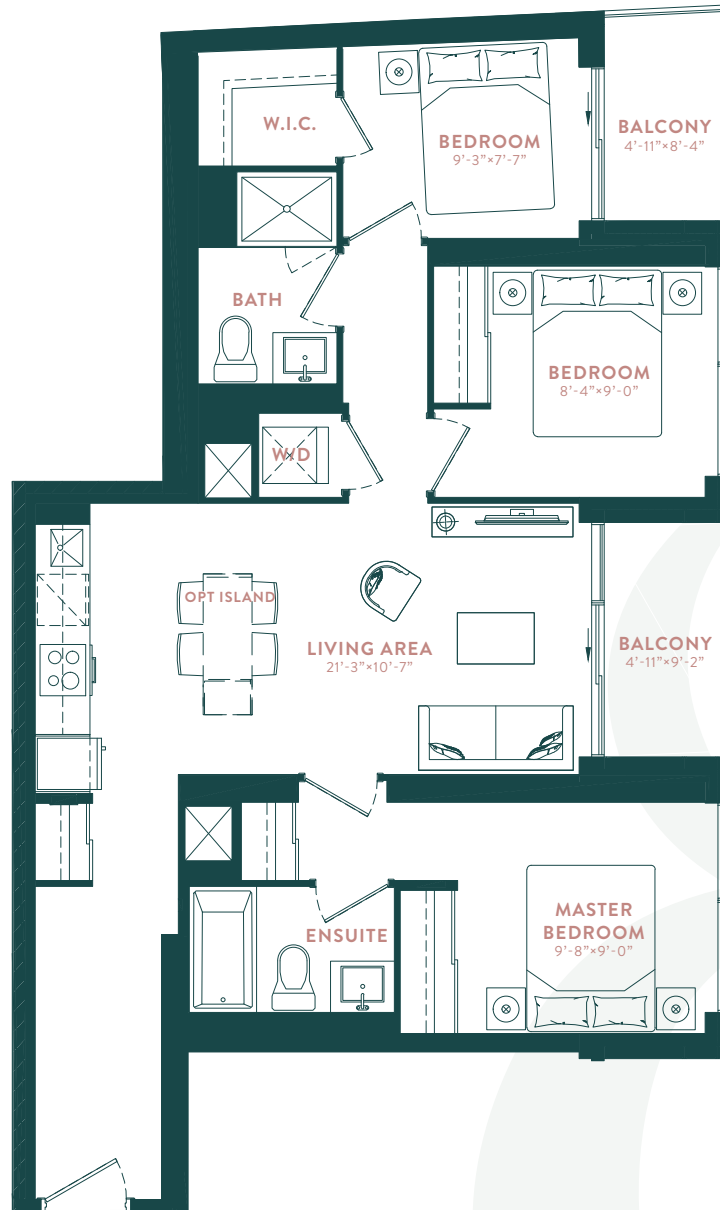 W.I.C.
BEDROOM
9'-3"×7'-7"
BALCONY
4'-11"×8'-4"
BATH
BEDROOM
8'-4"×9'-0"
W/D
OPT ISLAND
LIVING AREA
21'-3"×10'-7"
BALCONY
4'-11"×9'-2"
ENSUITE
MASTER
BEDROOM
9'-8"×9'-0"